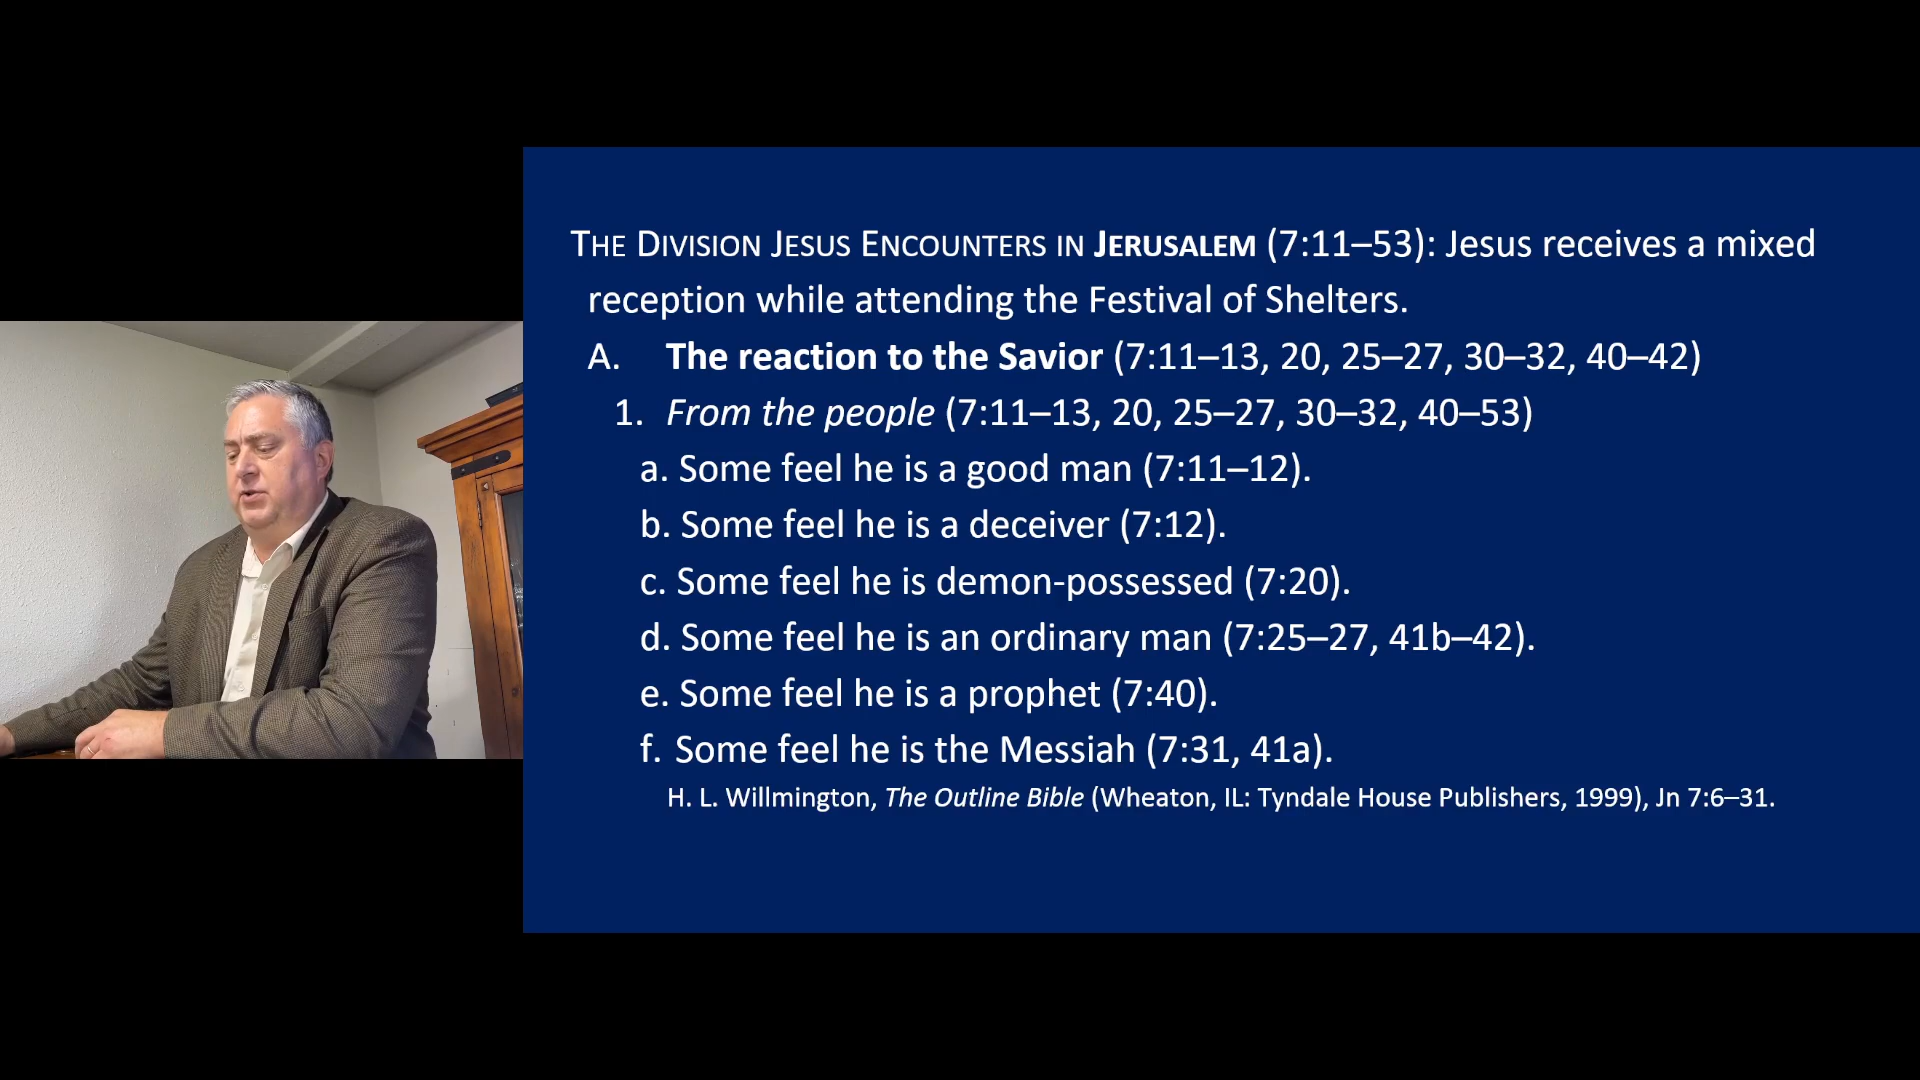 THE DIVISION JESUS ENCOUNTERS IN JERUSALEM (7:11–53): Jesus receives a mixed
reception while attending the Festival of Shelters.
A. The reaction to the Savior (7:11–13, 20, 25–27, 30–32, 40–42)
1. From the people (7:11–13, 20, 25–27, 30–32, 40–53)
a. Some feel he is a good man (7:11–12).
b. Some feel he is a deceiver (7:12).
c. Some feel he is demon-possessed (7:20).
d. Some feel he is an ordinary man (7:25–27, 41b–42).
e. Some feel he is a prophet (7:40).
f. Some feel he is the Messiah (7:31, 41a).
H. L. Willmington, The Outline Bible (Wheaton, IL: Tyndale House Publishers, 1999), Jn 7:6–31.